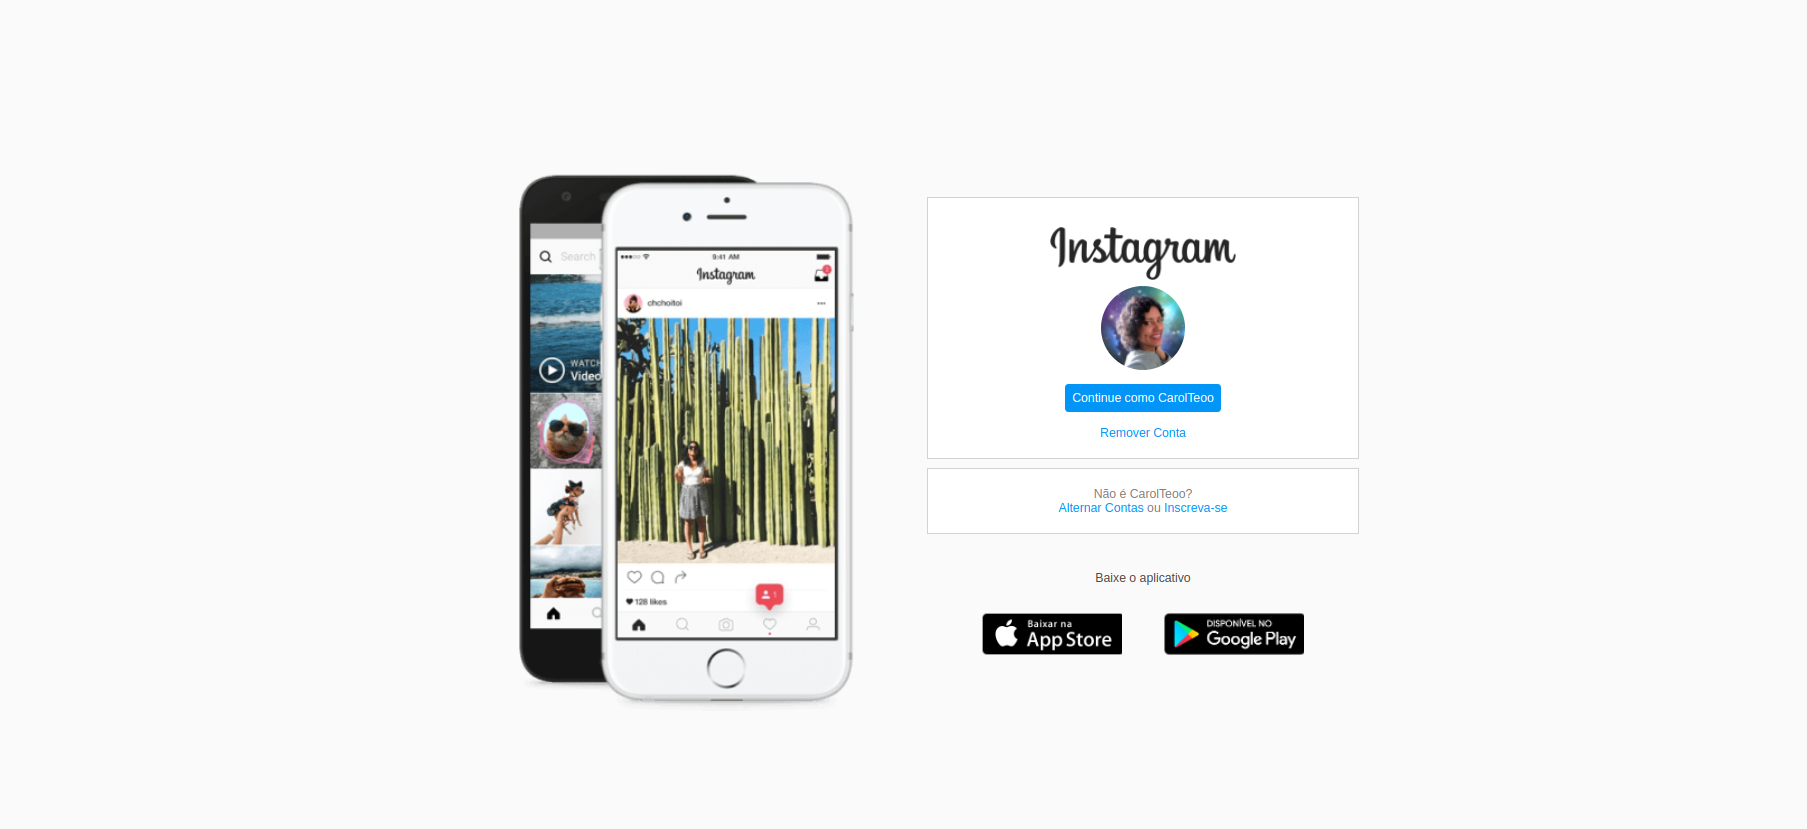 Search
WATCH
Video
9:41 AM
Instagram
1
chchoitoi
128 likes
Instagram
Continue como CarolTeoo
Remover Conta
Não é CarolTeoo?
Alternar Contas ou Inscreva-se
Baixe o aplicativo
Baixar na
App Store
DISPONÍVEL NO
Google Play